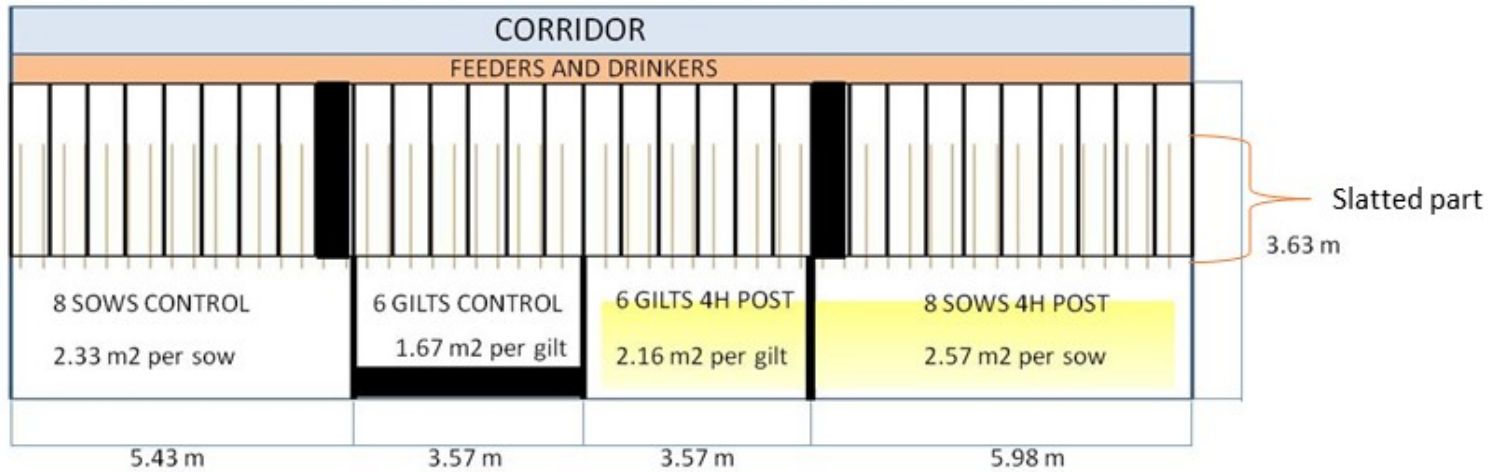 CORRIDOR
FEEDERS AND DRINKERS
Slatted part
3.63 m
8 SOWS CONTROL
2.33 m2 per sow
6 GILTS CONTROL
1.67 m2 per gilt
6 GILTS 4H POST
2.16 m2 per gilt
8 SOWS 4H POST
2.57 m2 per sow
5.43 m
3.57 m
3.57 m
5.98 m